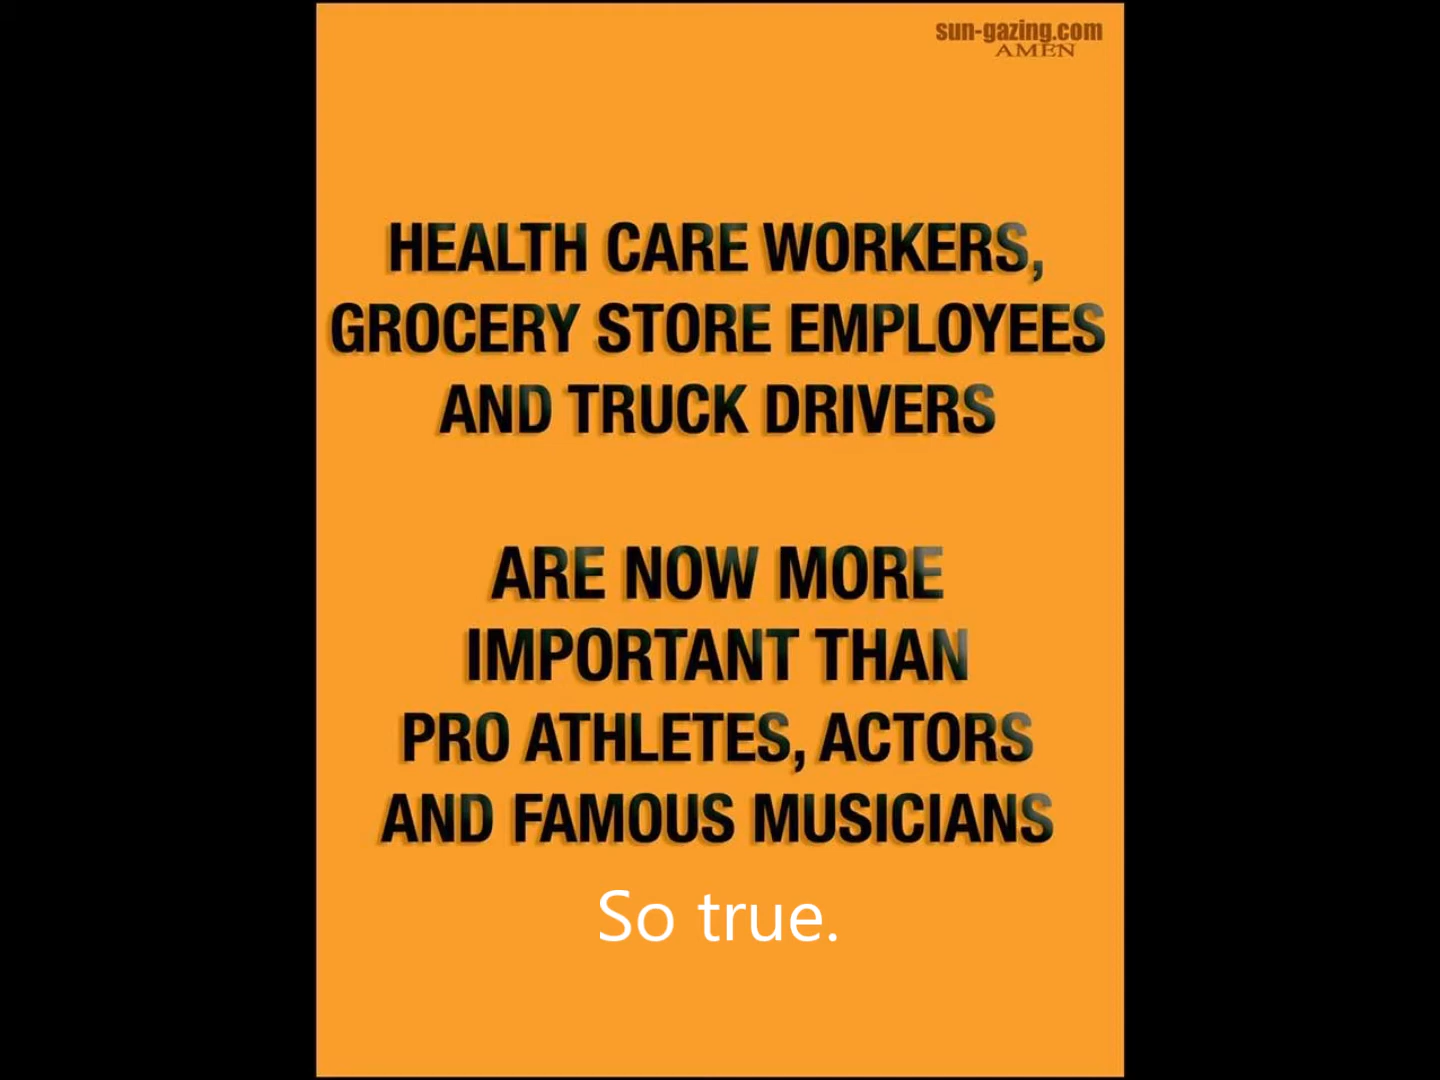 sun-gazing.com
AMEN
HEALTH CARE WORKERS,
GROCERY STORE EMPLOYEES
AND TRUCK DRIVERS
ARE NOW MORE
IMPORTANT THAN
PRO ATHLETES, ACTORS
AND FAMOUS MUSICIANS
So true.